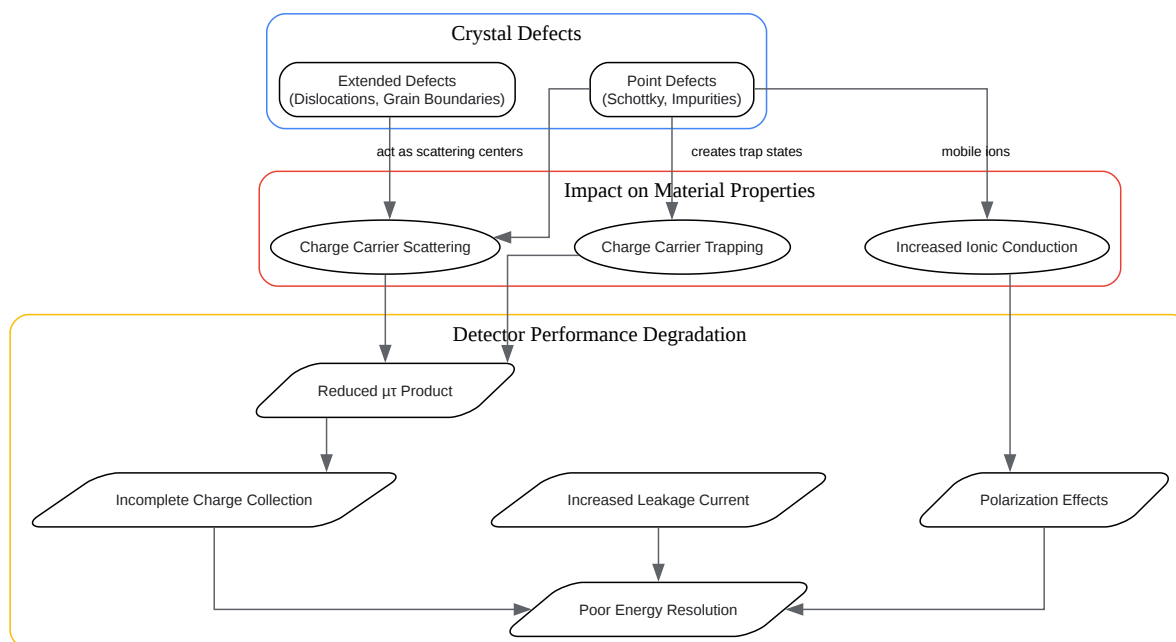 Crystal Defects
Extended Defects
(Dislocations, Grain Boundaries)
Point Defects
(Schottky, Impurities)
act as scattering centers
creates trap states
mobile ions
Impact on Material Properties
Charge Carrier Scattering
Charge Carrier Trapping
Increased Ionic Conduction
Detector Performance Degradation
Reduced μτ Product
Incomplete Charge Collection
Increased Leakage Current
Polarization Effects
Poor Energy Resolution